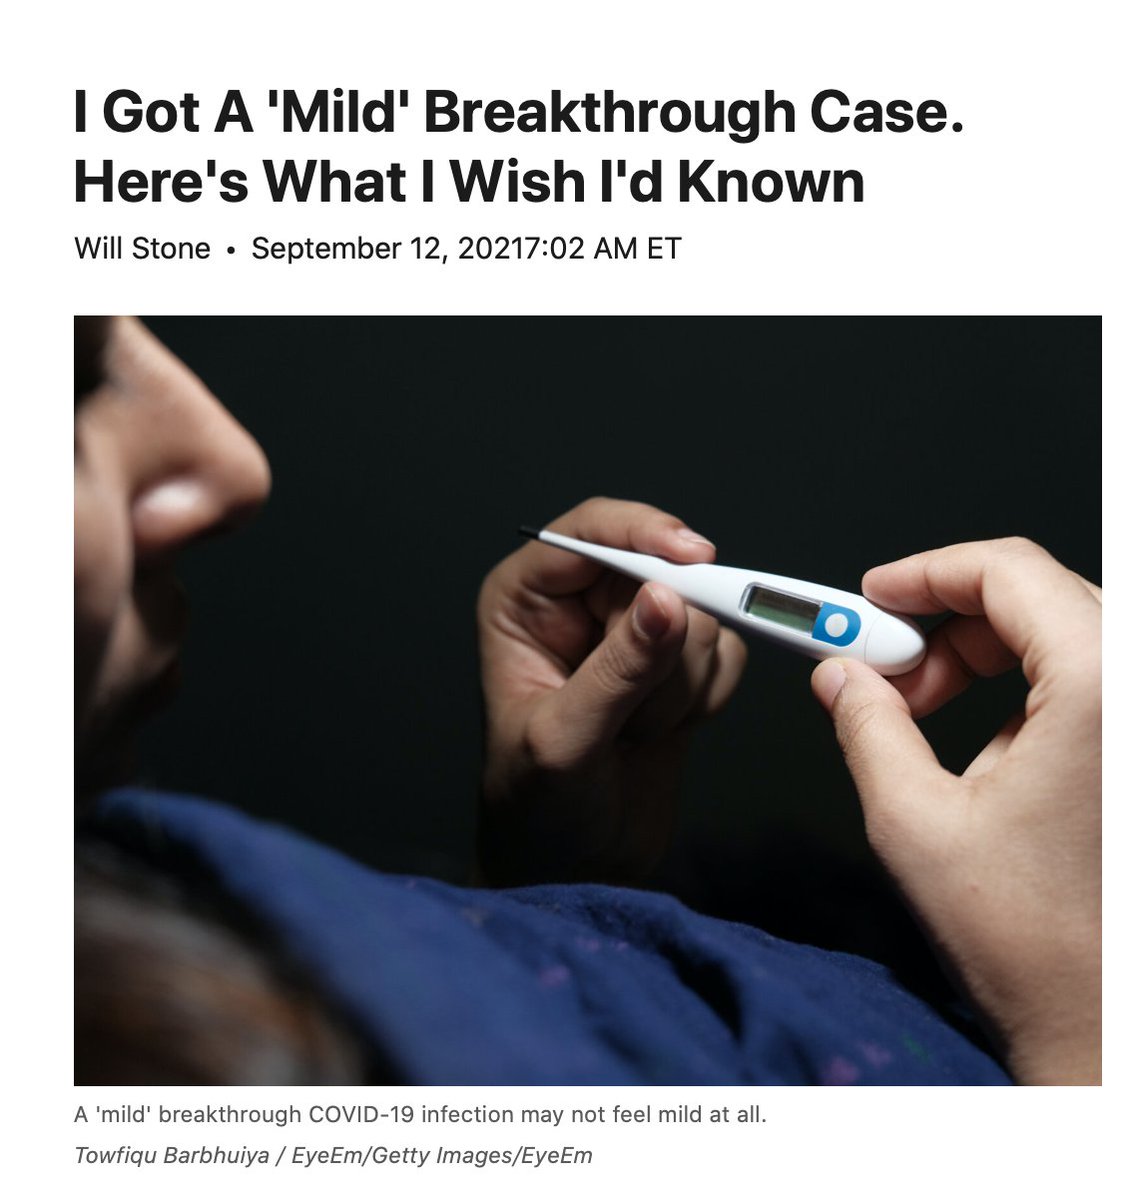 I Got A 'Mild' Breakthrough Case.
Here's What I Wish I'd Known
Will Stone • September 12, 20217:02 AM ET
A 'mild' breakthrough COVID-19 infection may not feel mild at all.
Towfiqu Barbhuiya / EyeEm/Getty Images/EyeEm